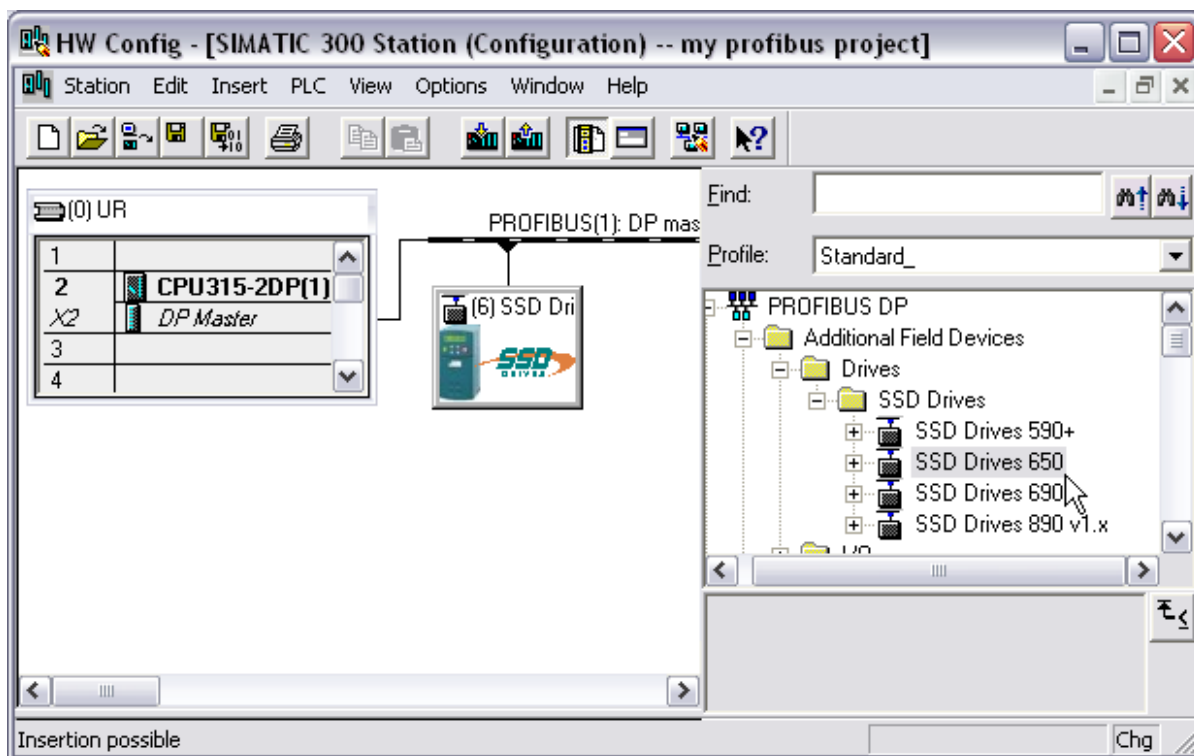 HW Config - [SIMATIC 300 Station (Configuration) -- my profibus project]
Station Edit Insert PLC View Options Window Help
(0) UR
1
2 CPU315-2DP(1)
X2 DP Master
3
4
PROFIBUS(1): DP mas
(6) SSD Dri
SSD
DRIVES
Find:
Profile: Standard_
PROFIBUS DP
Additional Field Devices
Drives
SSD Drives
SSD Drives 590+
SSD Drives 650
SSD Drives 690
SSD Drives 890 v1.x
I/O
Insertion possible
Chg